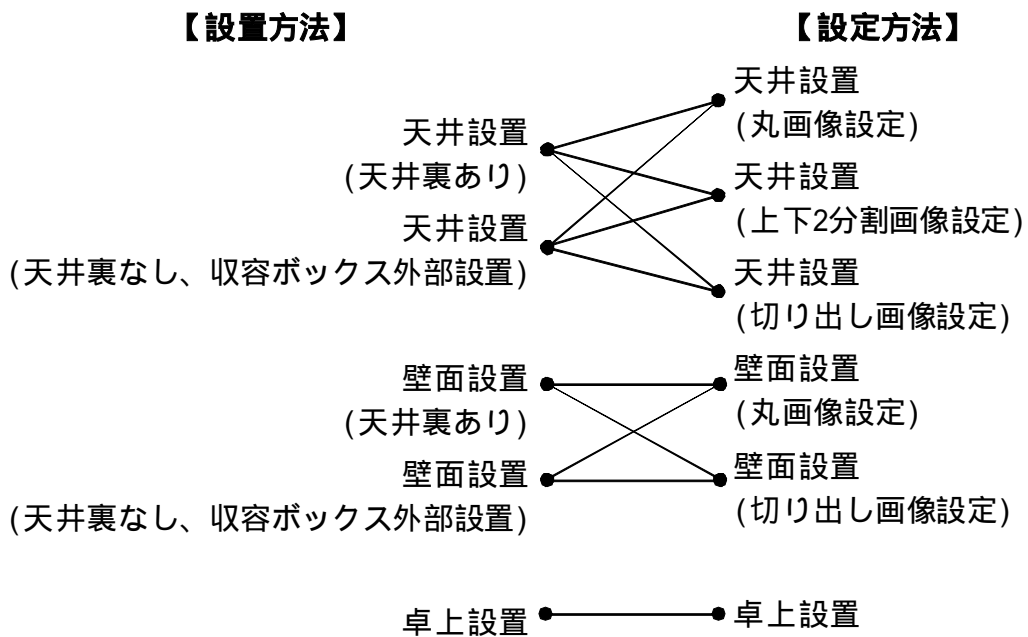 【設置方法】
【設定方法】
天井設置
(天井裏あり)
天井設置
(天井裏なし、収容ボックス外部設置)
壁面設置
(天井裏あり)
壁面設置
(天井裏なし、収容ボックス外部設置)
卓上設置
天井設置
(丸画像設定)
天井設置
(上下2分割画像設定)
天井設置
(切り出し画像設定)
壁面設置
(丸画像設定)
壁面設置
(切り出し画像設定)
卓上設置